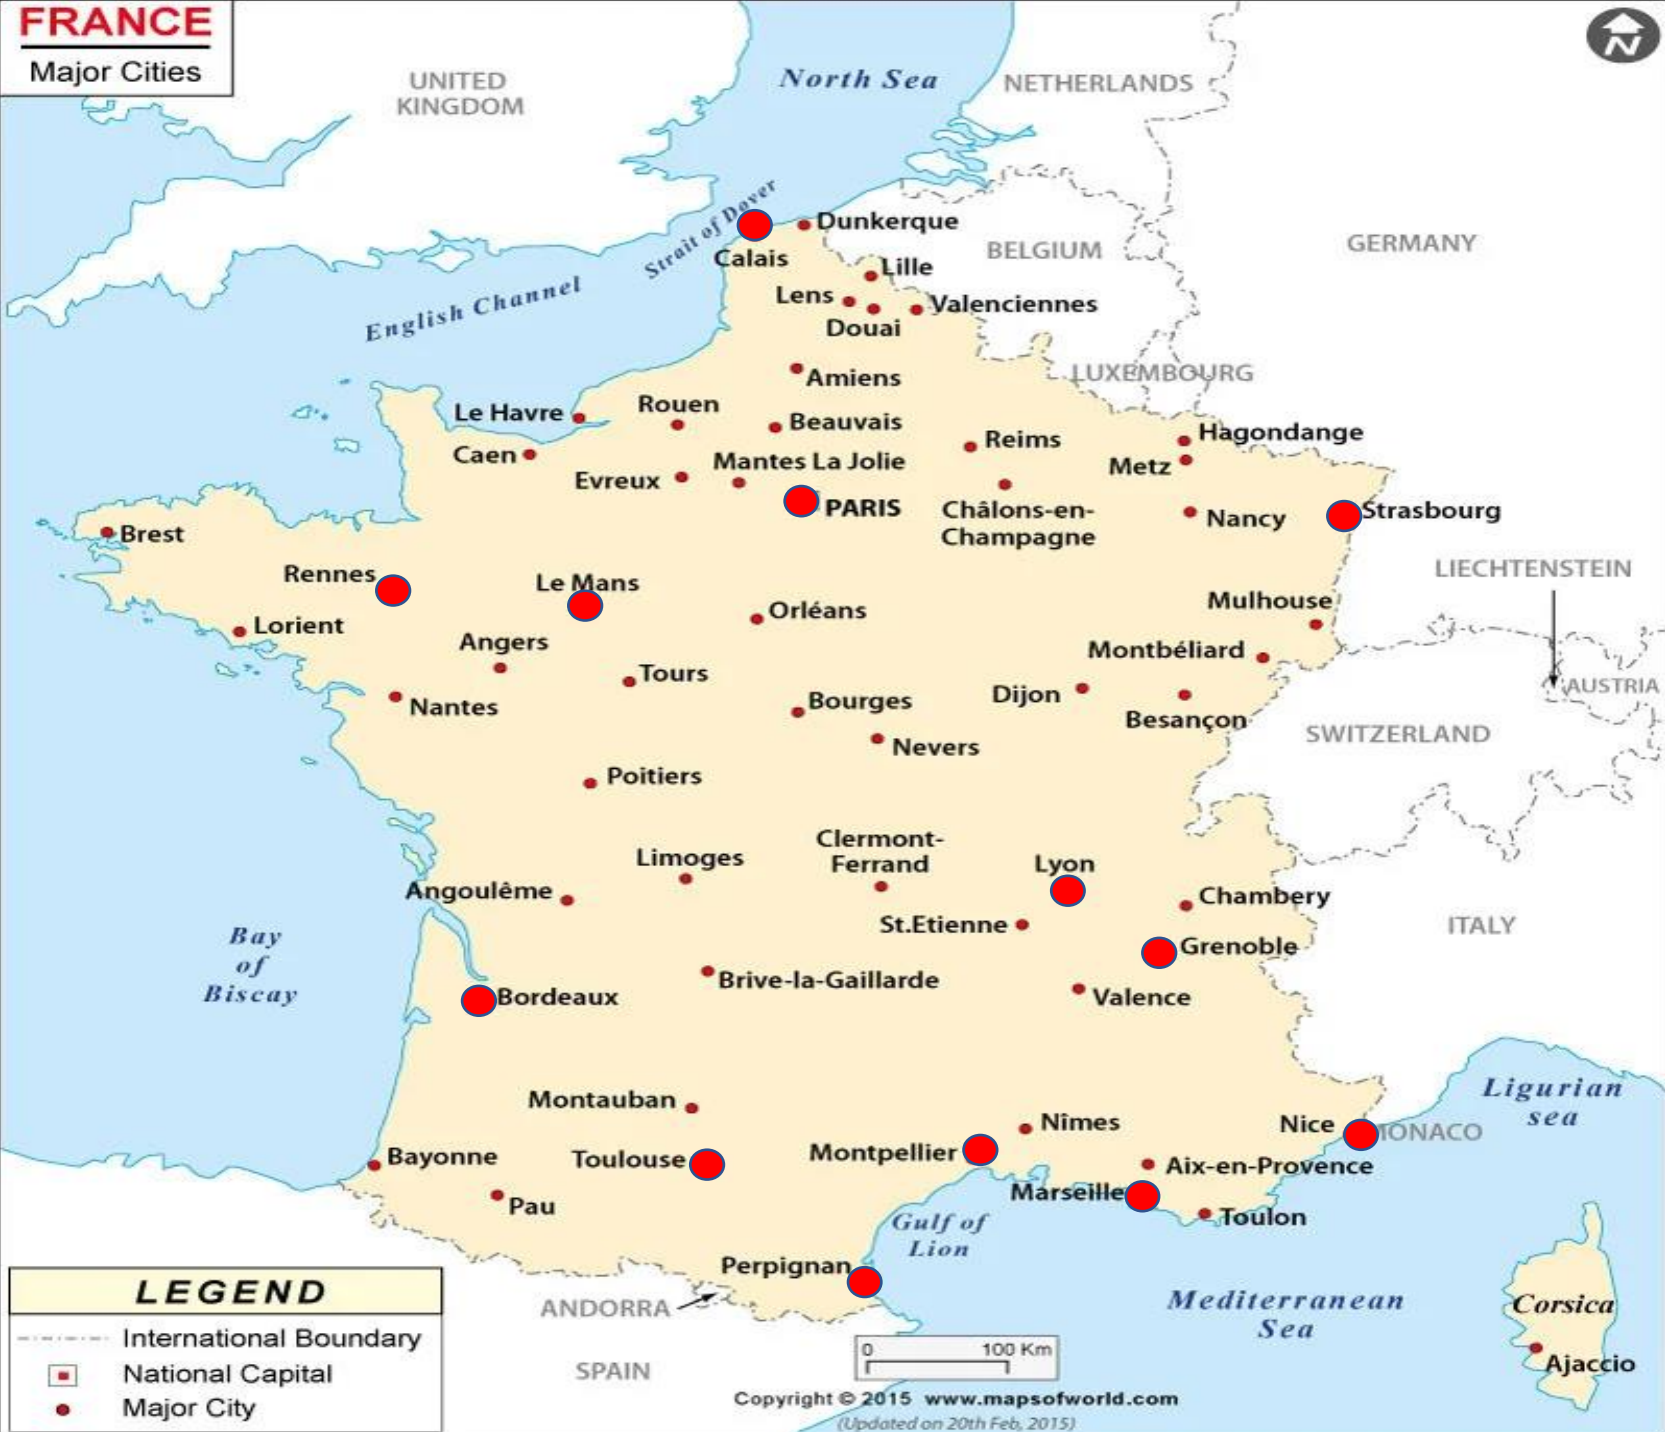 FRANCE
Major Cities
N
UNITED
KINGDOM
North Sea
NETHERLANDS
Strait of Dover
Dunkerque
BELGIUM
GERMANY
Calais
Lille
English Channel
Lens
Valenciennes
Douai
LUXEMBOURG
Amiens
Le Havre
Rouen
Beauvais
Reims
Hagondange
Caen
Mantes La Jolie
Metz
Evreux
PARIS
Châlons-en-
Champagne
Nancy
Strasbourg
Brest
Rennes
Le Mans
LIECHTENSTEIN
Mulhouse
Orléans
Lorient
Angers
Montbéliard
Tours
Dijon
AUSTRIA
Nantes
Bourges
Besançon
SWITZERLAND
Nevers
Poitiers
Clermont-
Ferrand
Limoges
Lyon
Angoulême
Chambery
St.Etienne
ITALY
Bay
of
Biscay
Grenoble
Brive-la-Gaillarde
Bordeaux
Valence
Ligurian
sea
Montauban
Nîmes
Nice
MONACO
Bayonne
Toulouse
Montpellier
Aix-en-Provence
Marseille
Pau
Toulon
Gulf of
Lion
Perpignan
ANDORRA
Mediterranean
Sea
Corsica
Ajaccio
SPAIN
LEGEND
International Boundary
National Capital
Major City
0 100 Km
Copyright © 2015 www.mapsofworld.com
(Updated on 20th Feb, 2015)